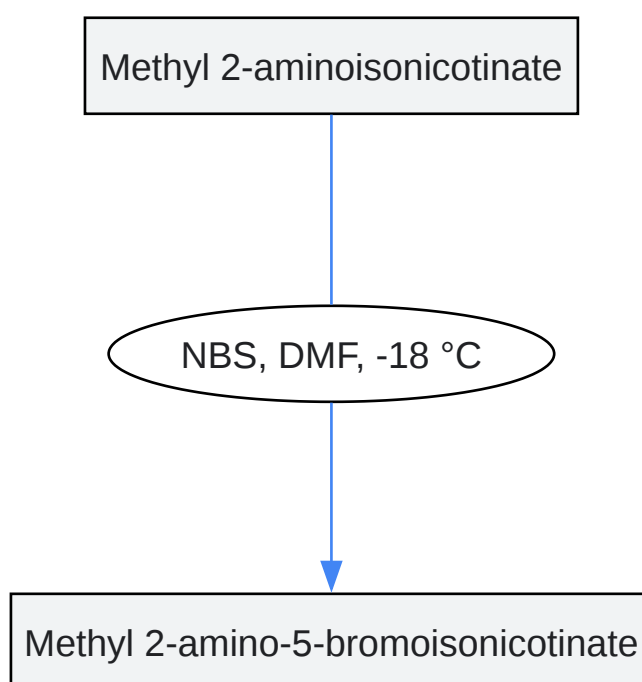 Methyl 2-aminoisonicotinate
NBS, DMF, -18 °C
Methyl 2-amino-5-bromoisonicotinate